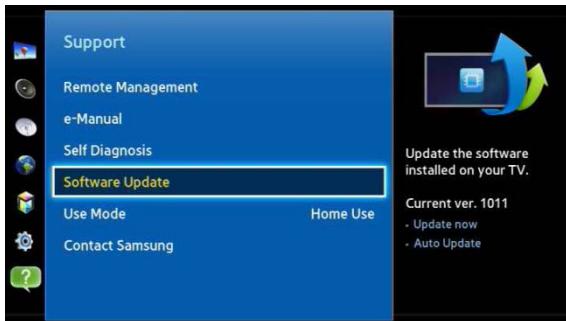 Support
Remote Management
e-Manual
Self Diagnosis
Software Update
Use Mode Home Use
Contact Samsung
Update the software
installed on your TV.
Current ver. 1011
- Update now
- Auto Update
?